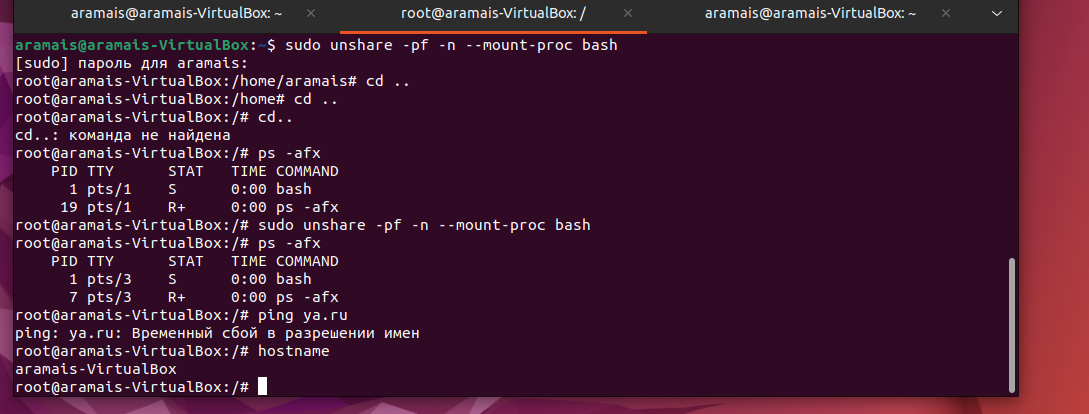 aramais@aramais-VirtualBox: ~ × root@aramais-VirtualBox: / × aramais@aramais-VirtualBox: ~ ×
aramais@aramais-VirtualBox:~$ sudo unshare -pf -n --mount-proc bash
[sudo] пароль для aramais:
root@aramais-VirtualBox:/home/aramais# cd ..
root@aramais-VirtualBox:/home# cd ..
root@aramais-VirtualBox:/# cd..
cd..: команда не найдена
root@aramais-VirtualBox:/# ps -afx
PID TTY STAT TIME COMMAND
1 pts/1 S 0:00 bash
19 pts/1 R+ 0:00 ps -afx
root@aramais-VirtualBox:/# sudo unshare -pf -n --mount-proc bash
root@aramais-VirtualBox:/# ps -afx
PID TTY STAT TIME COMMAND
1 pts/3 S 0:00 bash
7 pts/3 R+ 0:00 ps -afx
root@aramais-VirtualBox:/# ping ya.ru
ping: ya.ru: Временный сбой в разрешении имен
root@aramais-VirtualBox:/# hostname
aramais-VirtualBox
root@aramais-VirtualBox:/#